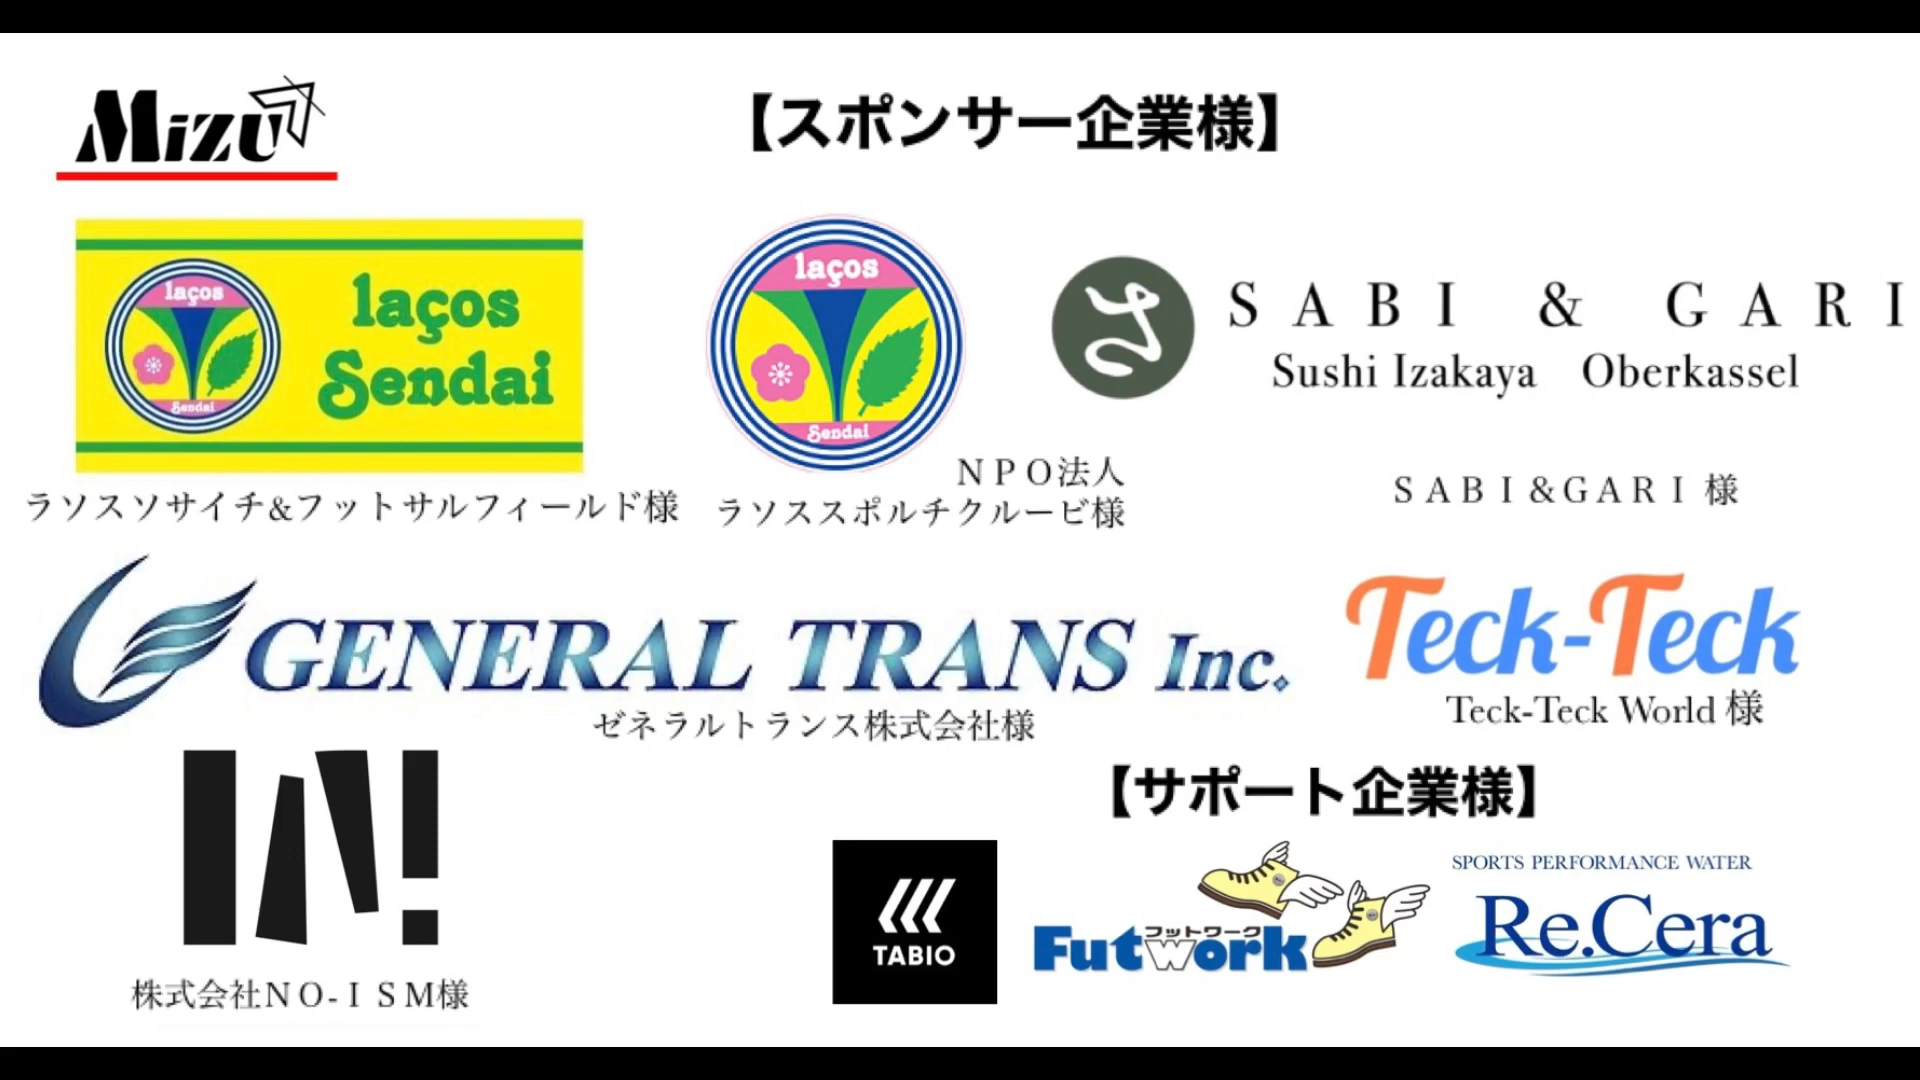 Mizu
【スポンサー企業様】
laços
Sendai
laços
Sendai
laços
Sendai
さ
SABI & GARI
Sushi Izakaya Oberkassel
ラソスソサイチ&フットサルフィールド様
NPO法人
ラソススポルチクルービ様
SABI&GARI 様
GENERAL TRANS Inc.
ゼネラルトランス株式会社様
Teck-Teck
Teck-Teck World 様
株式会社NO-ISM様
【サポート企業様】
TABIO
フットワーク
Futwork
SPORTS PERFORMANCE WATER
Re.Cera